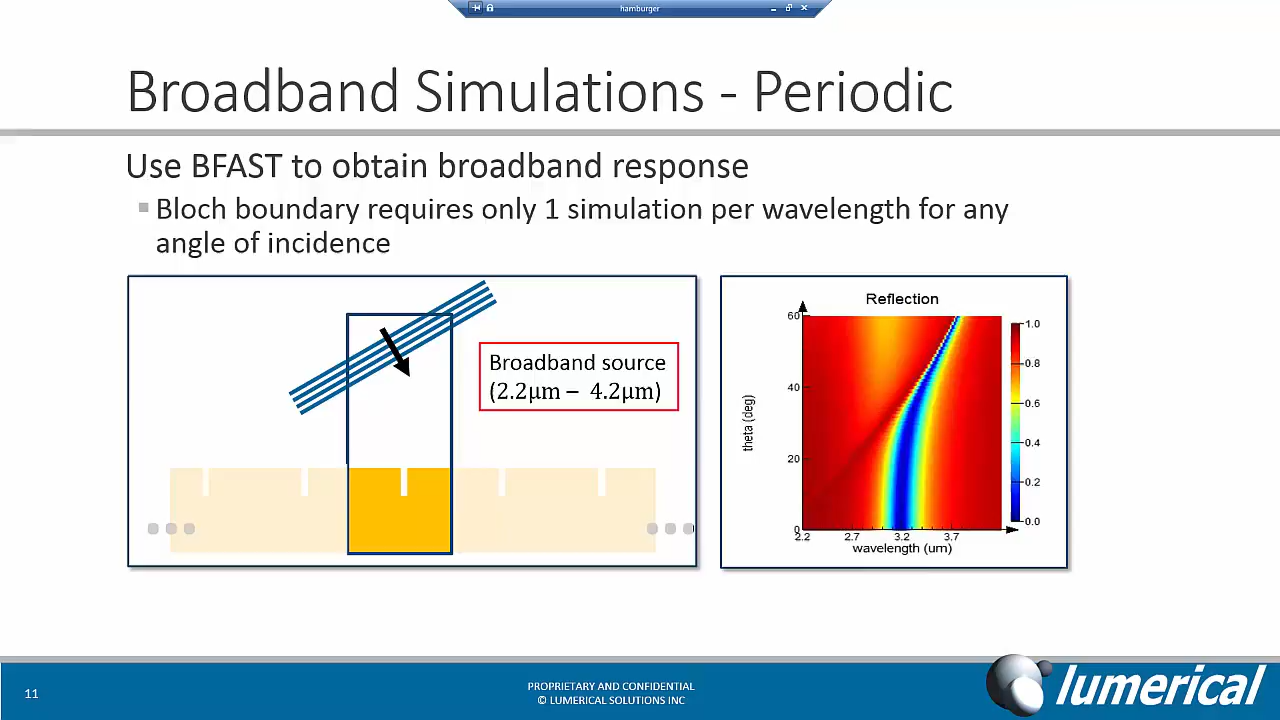 hamburger
Broadband Simulations - Periodic
Use BFAST to obtain broadband response
Bloch boundary requires only 1 simulation per wavelength for any
angle of incidence
Broadband source
(2.2μm – 4.2μm)
Reflection
60
40
20
0
theta (deg)
2.2
2.7
3.2
3.7
wavelength (um)
1.0
0.8
0.6
0.4
0.2
0.0
11
PROPRIETARY AND CONFIDENTIAL
© LUMERICAL SOLUTIONS INC
lumerical